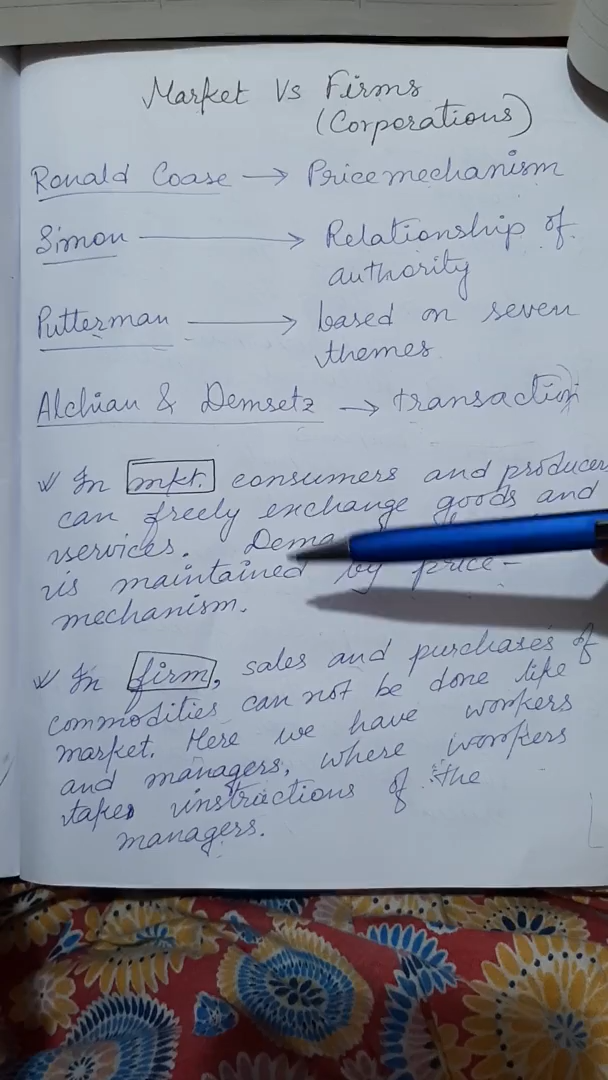 Market Vs Firms
(Corporations)
Ronald Coase → Price mechanism
Simon → Relationship of
authority
Putterman → based on seven
themes
Alchian & Demsetz → transaction
In mkt. consumers and producer
can freely exchange goods and
services. Dema
is maintained by price-
mechanism.
In firm, sales and purchases of
commodities can not be done like
market. Here we have workers
and managers, where workers
takes instructions of the
managers.